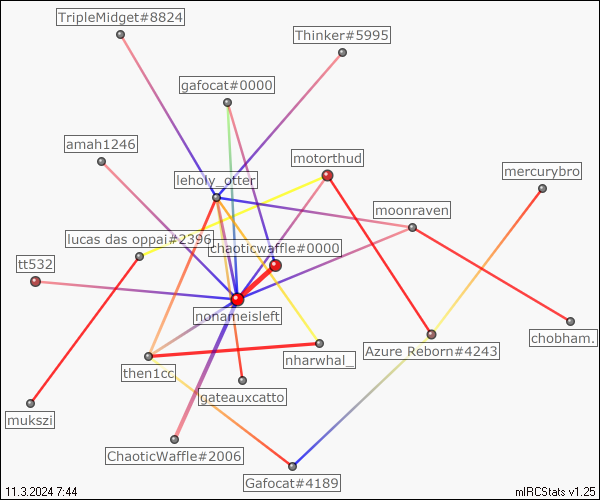 TripleMidget#8824
Thinker#5995
gafocat#0000
amah1246
motorthud
leholy_otter
mercurybro
moonraven
lucas das oppai#2396
chaoticwaffle#0000
tt532
nonameisleft
chobham.
Azure Reborn#4243
nharwhal_
then1cc
gateauxcatto
mukszi
ChaoticWaffle#2006
Gafocat#4189
11.3.2024 7:44
mIRCStats v1.25